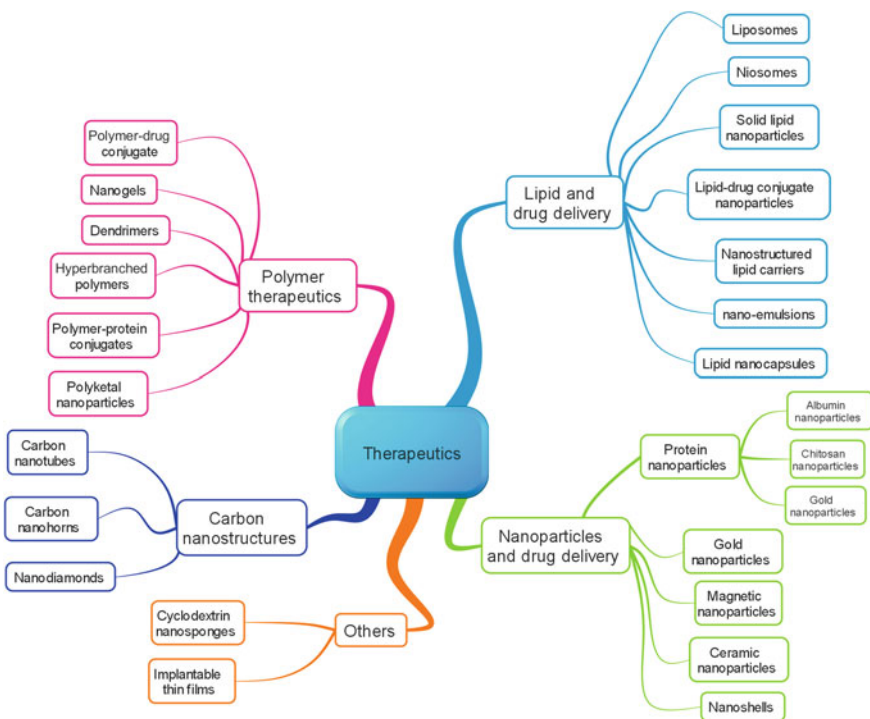 Therapeutics
Polymer
therapeutics
Polymer-drug
conjugate
Nanogels
Dendrimers
Hyperbranched
polymers
Polymer-protein
conjugates
Polyketal
nanoparticles
Lipid and
drug delivery
Liposomes
Niosomes
Solid lipid
nanoparticles
Lipid-drug conjugate
nanoparticles
Nanostructured
lipid carriers
nano-emulsions
Lipid nanocapsules
Carbon
nanostructures
Carbon
nanotubes
Carbon
nanohorns
Nanodiamonds
Others
Cyclodextrin
nanosponges
Implantable
thin films
Nanoparticles
and drug delivery
Protein
nanoparticles
Albumin
nanoparticles
Chitosan
nanoparticles
Gold
nanoparticles
Gold
nanoparticles
Magnetic
nanoparticles
Ceramic
nanoparticles
Nanoshells